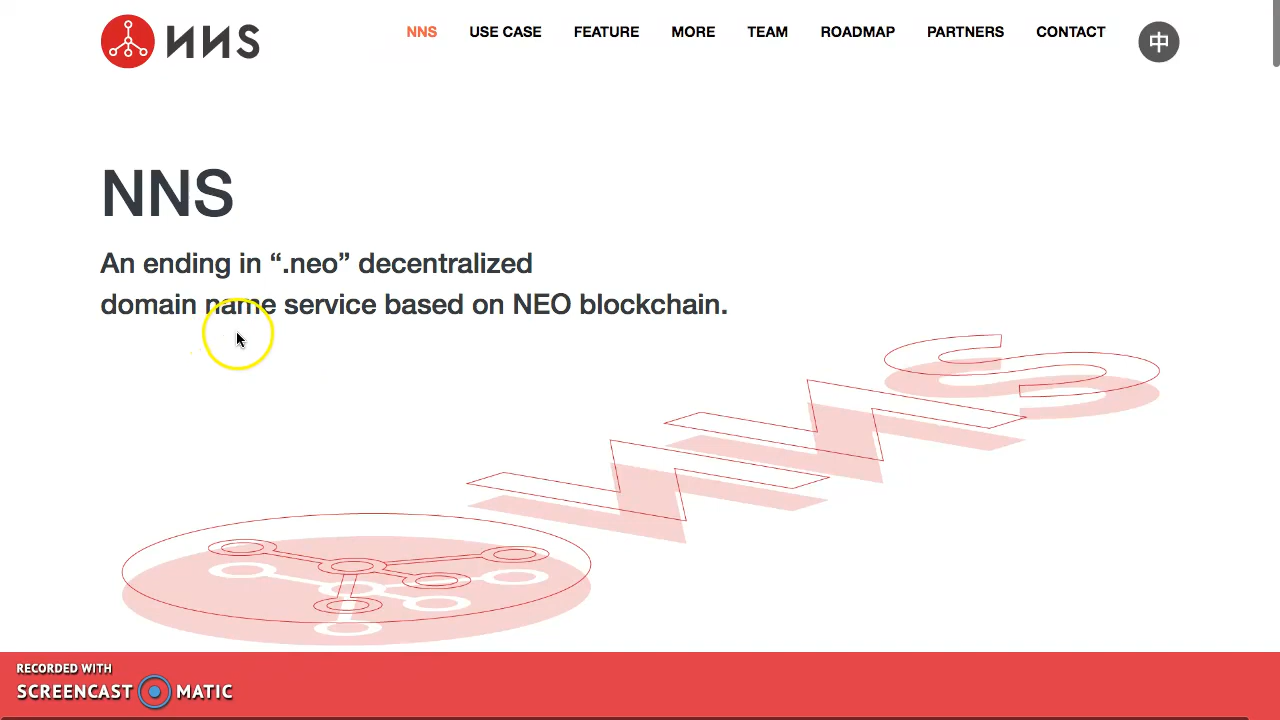 NNS
NNS USE CASE FEATURE MORE TEAM ROADMAP PARTNERS CONTACT 中
NNS
An ending in “.neo” decentralized
domain name service based on NEO blockchain.
NNS
RECORDED WITH
SCREENCAST MATIC